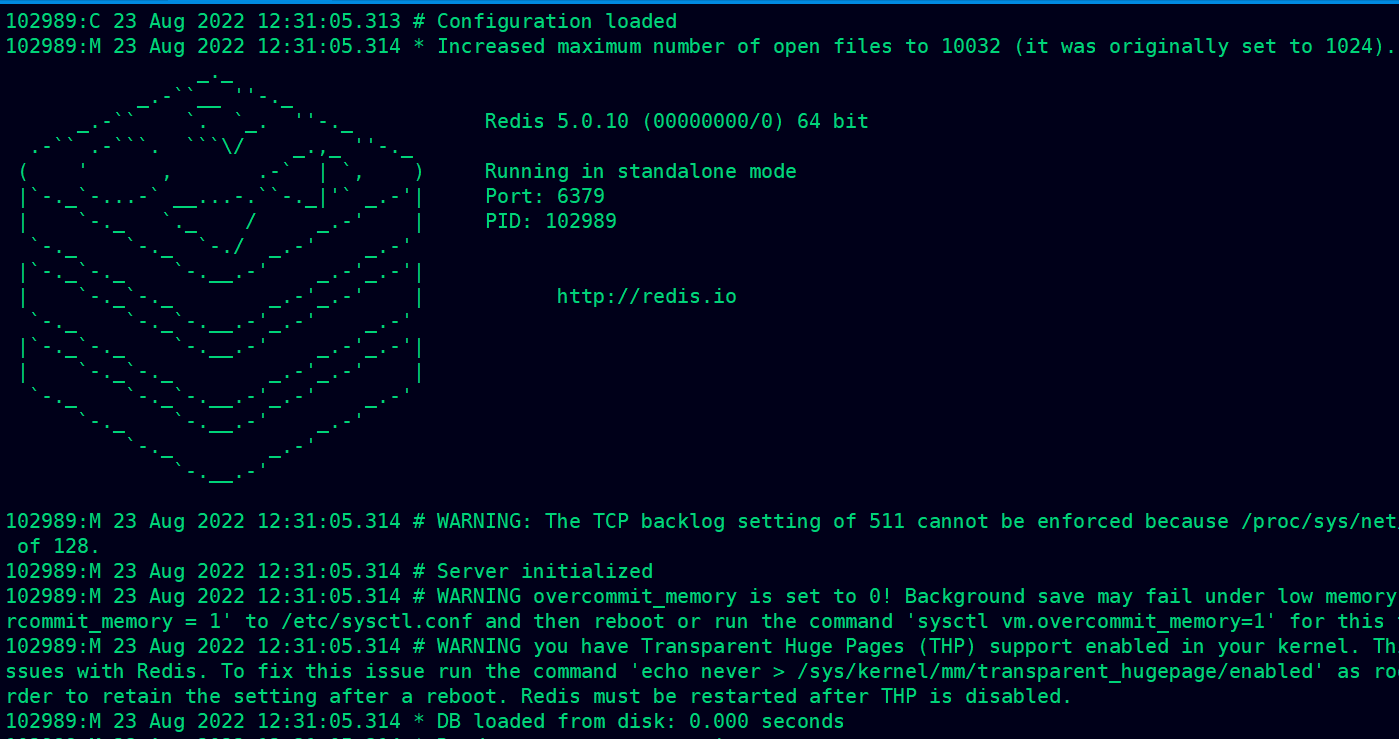 102989:C 23 Aug 2022 12:31:05.313 # Configuration loaded
102989:M 23 Aug 2022 12:31:05.314 * Increased maximum number of open files to 10032 (it was originally set to 1024).
Redis 5.0.10 (00000000/0) 64 bit
Running in standalone mode
Port: 6379
PID: 102989
http://redis.io
102989:M 23 Aug 2022 12:31:05.314 # WARNING: The TCP backlog setting of 511 cannot be enforced because /proc/sys/net
of 128.
102989:M 23 Aug 2022 12:31:05.314 # Server initialized
102989:M 23 Aug 2022 12:31:05.314 # WARNING overcommit_memory is set to 0! Background save may fail under low memory
rcommit_memory = 1' to /etc/sysctl.conf and then reboot or run the command 'sysctl vm.overcommit_memory=1' for this
102989:M 23 Aug 2022 12:31:05.314 # WARNING you have Transparent Huge Pages (THP) support enabled in your kernel. Th
ssues with Redis. To fix this issue run the command 'echo never > /sys/kernel/mm/transparent_hugepage/enabled' as ro
rder to retain the setting after a reboot. Redis must be restarted after THP is disabled.
102989:M 23 Aug 2022 12:31:05.314 * DB loaded from disk: 0.000 seconds